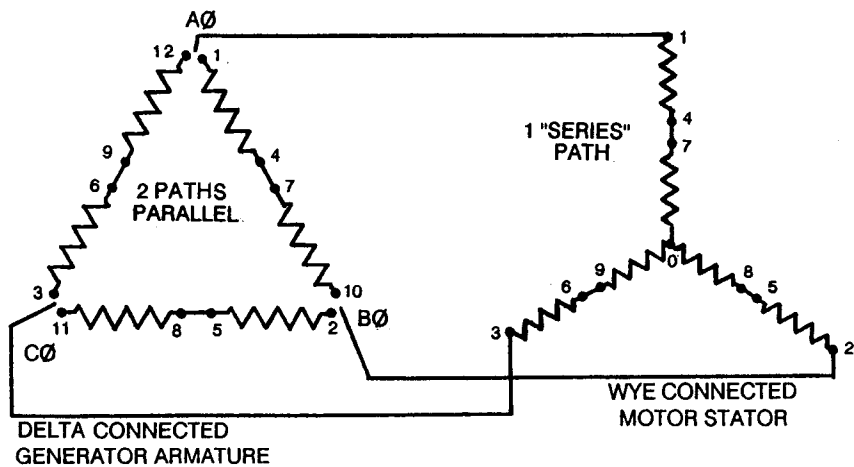 AØ
12
1
1
9
4
4
1 "SERIES"
PATH
7
6
7
2 PATHS
PARALLEL
0
3
10
6
9
8
5
11
8
5
2
BØ
3
2
CØ
WYE CONNECTED
MOTOR STATOR
DELTA CONNECTED
GENERATOR ARMATURE